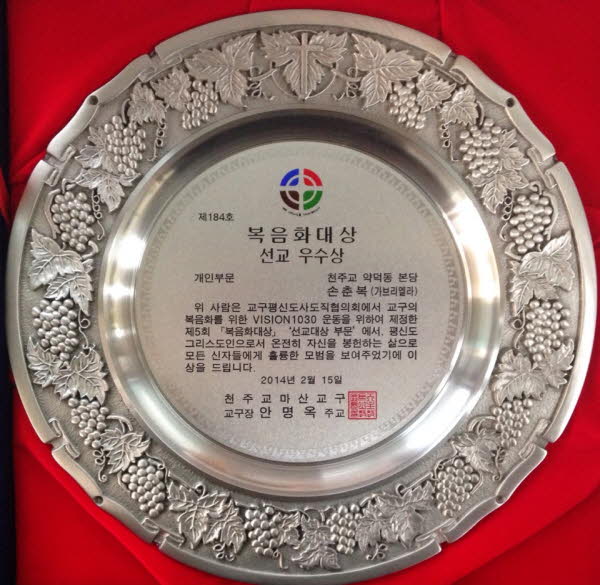 제184호
복음화대상
선교 우수상
개인부문
천주교 약덕동 본당
손춘복 (가브리엘라)
위 사람은 교구평신도사도직협의회에서 교구의
복음화를 위한 VISION1030 운동을 위하여 제정한
제5회 「복음화대상」 '선교대상 부문'에서, 평신도
그리스도인으로서 온전히 자신을 봉헌하는 삶으로
모든 신자들에게 훌륭한 모범을 보여주었기에 이
상을 드립니다.
2014년 2월 15일
천주교마산교구
교구장 안명옥 주교